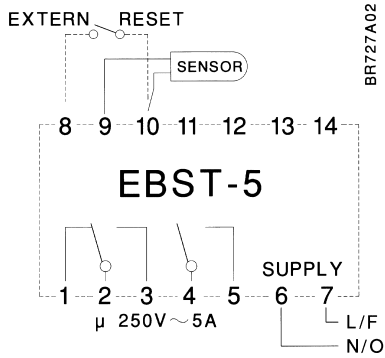 EXTERN RESET
BR727A02
SENSOR
8 9 10 11 12 13 14
EBST-5
SUPPLY
1 2 3 4 5 6 7
µ 250V~5A
L/F
N/O